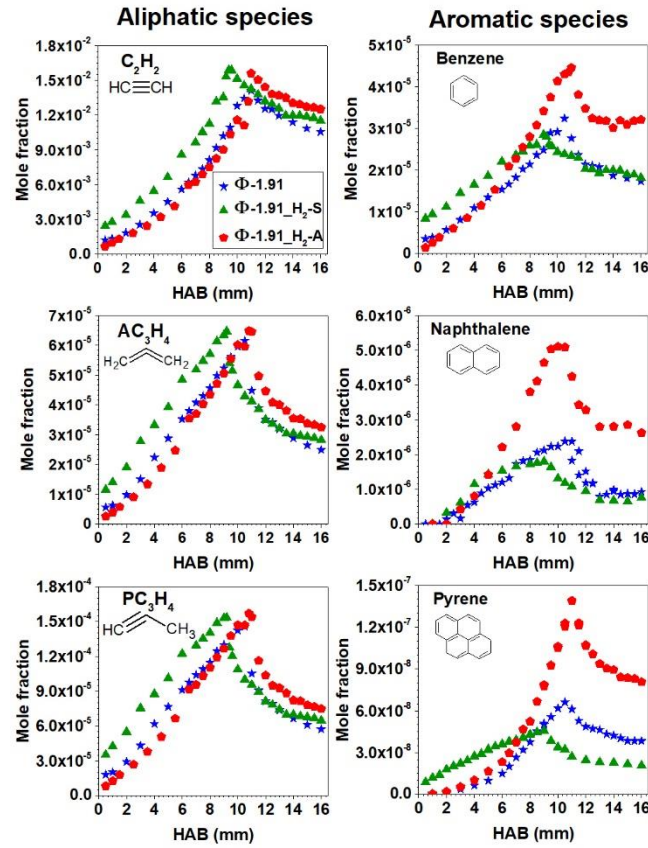 Aliphatic species
Aromatic species
1.8x10⁻²
1.5x10⁻²
1.2x10⁻²
9.0x10⁻³
6.0x10⁻³
3.0x10⁻³
0.0
C₂H₂
HC≡CH
Φ-1.91
Φ-1.91_H₂-S
Φ-1.91_H₂-A
Mole fraction
0 2 4 6 8 10 12 14 16
HAB (mm)
5x10⁻⁵
4x10⁻⁵
3x10⁻⁵
2x10⁻⁵
1x10⁻⁵
0
Benzene
Mole fraction
0 2 4 6 8 10 12 14 16
HAB (mm)
7x10⁻⁵
6x10⁻⁵
5x10⁻⁵
4x10⁻⁵
3x10⁻⁵
2x10⁻⁵
1x10⁻⁵
0
AC₃H₄
H₂C CH₂
Mole fraction
0 2 4 6 8 10 12 14 16
HAB (mm)
6.0x10⁻⁶
5.0x10⁻⁶
4.0x10⁻⁶
3.0x10⁻⁶
2.0x10⁻⁶
1.0x10⁻⁶
0.0
Naphthalene
Mole fraction
0 2 4 6 8 10 12 14 16
HAB (mm)
1.8x10⁻⁴
1.5x10⁻⁴
1.2x10⁻⁴
9.0x10⁻⁵
6.0x10⁻⁵
3.0x10⁻⁵
0.0
PC₃H₄
HC CH₃
Mole fraction
0 2 4 6 8 10 12 14 16
HAB (mm)
1.5x10⁻⁷
1.2x10⁻⁷
9.0x10⁻⁸
6.0x10⁻⁸
3.0x10⁻⁸
0.0
Pyrene
Mole fraction
0 2 4 6 8 10 12 14 16
HAB (mm)